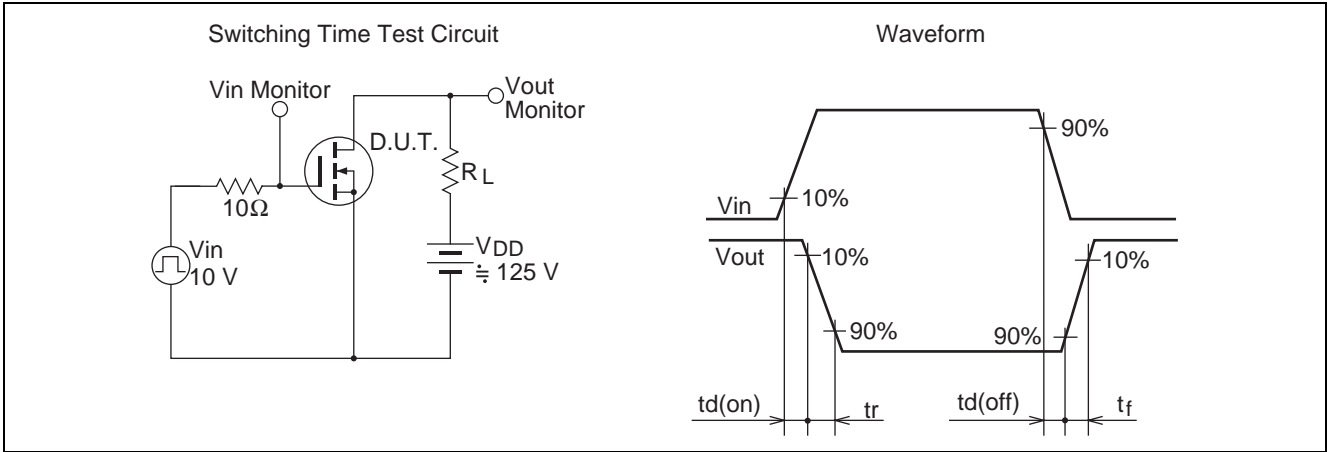 Switching Time Test Circuit
Vin Monitor
Vout
Monitor
D.U.T.
RL
10Ω
Vin
10 V
VDD
≒ 125 V
Waveform
90%
10%
Vin
Vout
10%
10%
90%
90%
td(on)
tr
td(off)
tf